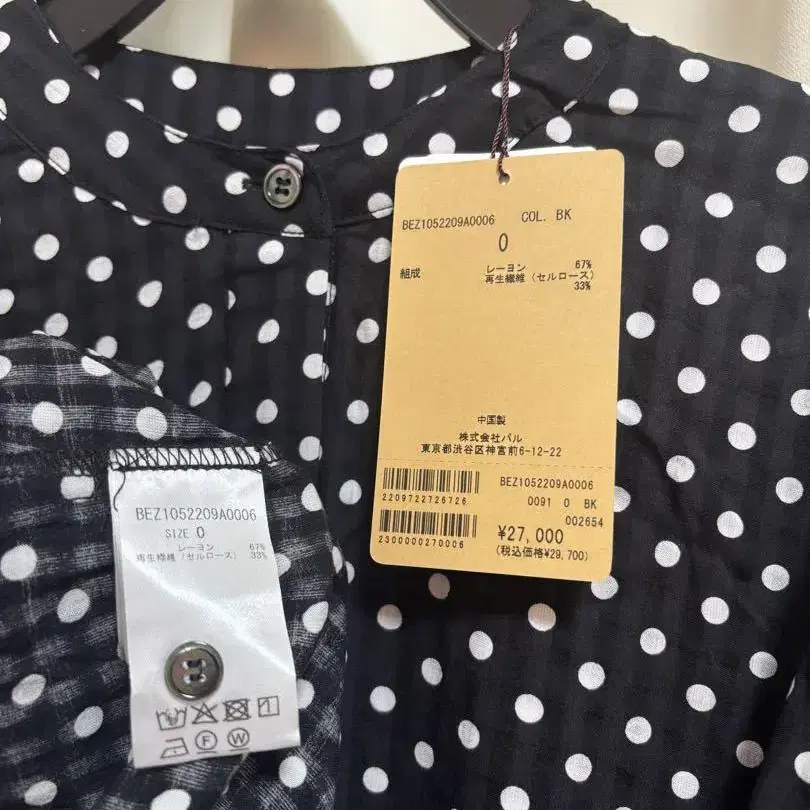 BEZ1052209A0006 COL. BK
0
組成 レーヨン 67%
再生繊維 (セルロース) 33%
中国製
株式会社パル
東京都渋谷区神宮前6-12-22
BEZ1052209A0006
2209722726726 0091 0 BK
002654
¥27,000
2300000270006 (税込価格¥29,700)
BEZ1052209A0006
SIZE 0
レーヨン 67%
再生繊維 (セルロース) 33%
F W